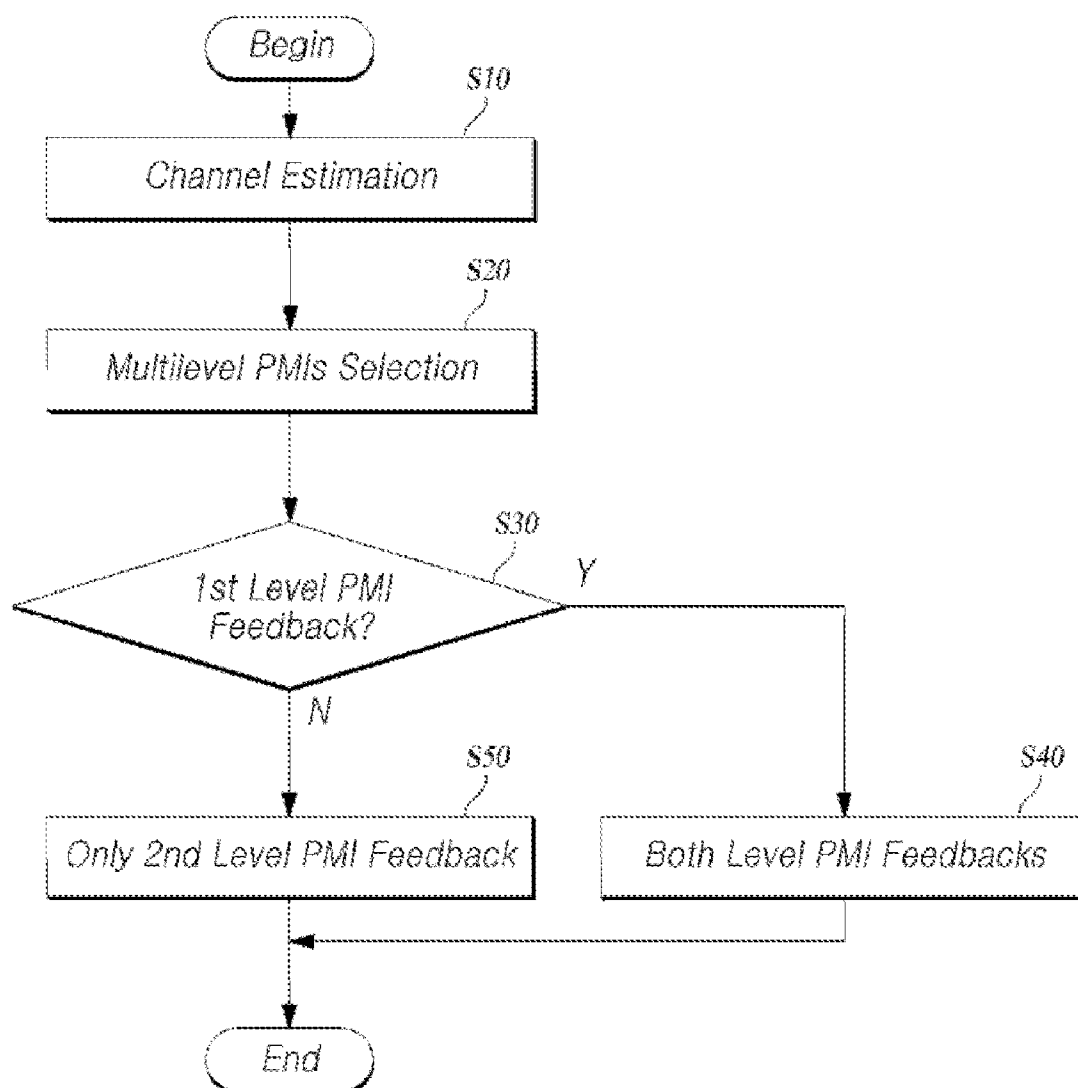 Begin
S10
Channel Estimation
S20
Multilevel PMIs Selection
S30
1st Level PMI
Feedback?
Y
N
S50
Only 2nd Level PMI Feedback
S40
Both Level PMI Feedbacks
End